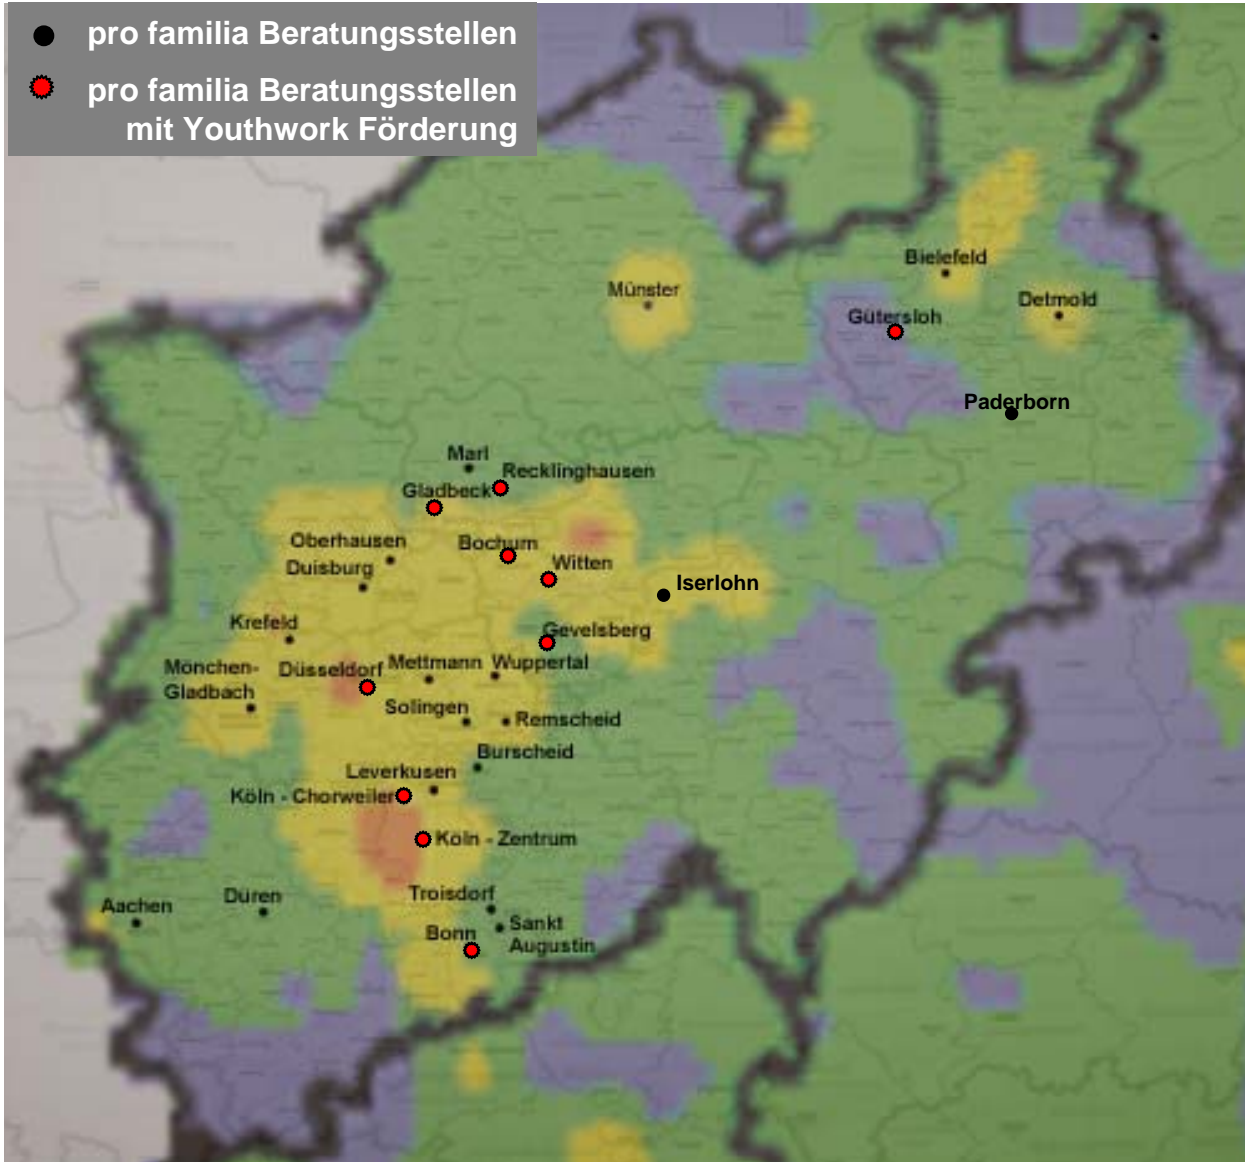 pro familia Beratungsstellen
pro familia Beratungsstellen
mit Youthwork Förderung
Bielefeld
Münster
Detmold
Gütersloh
Paderborn
Marl
Recklinghausen
Gladbeck
Oberhausen
Bochum
Duisburg
Witten
Iserlohn
Krefeld
Gevelsberg
Mönchen-
Gladbach
Düsseldorf
Mettmann
Wuppertal
Solingen
Remscheid
Burscheid
Leverkusen
Köln - Chorweiler
Köln - Zentrum
Troisdorf
Düren
Aachen
Sankt
Augustin
Bonn